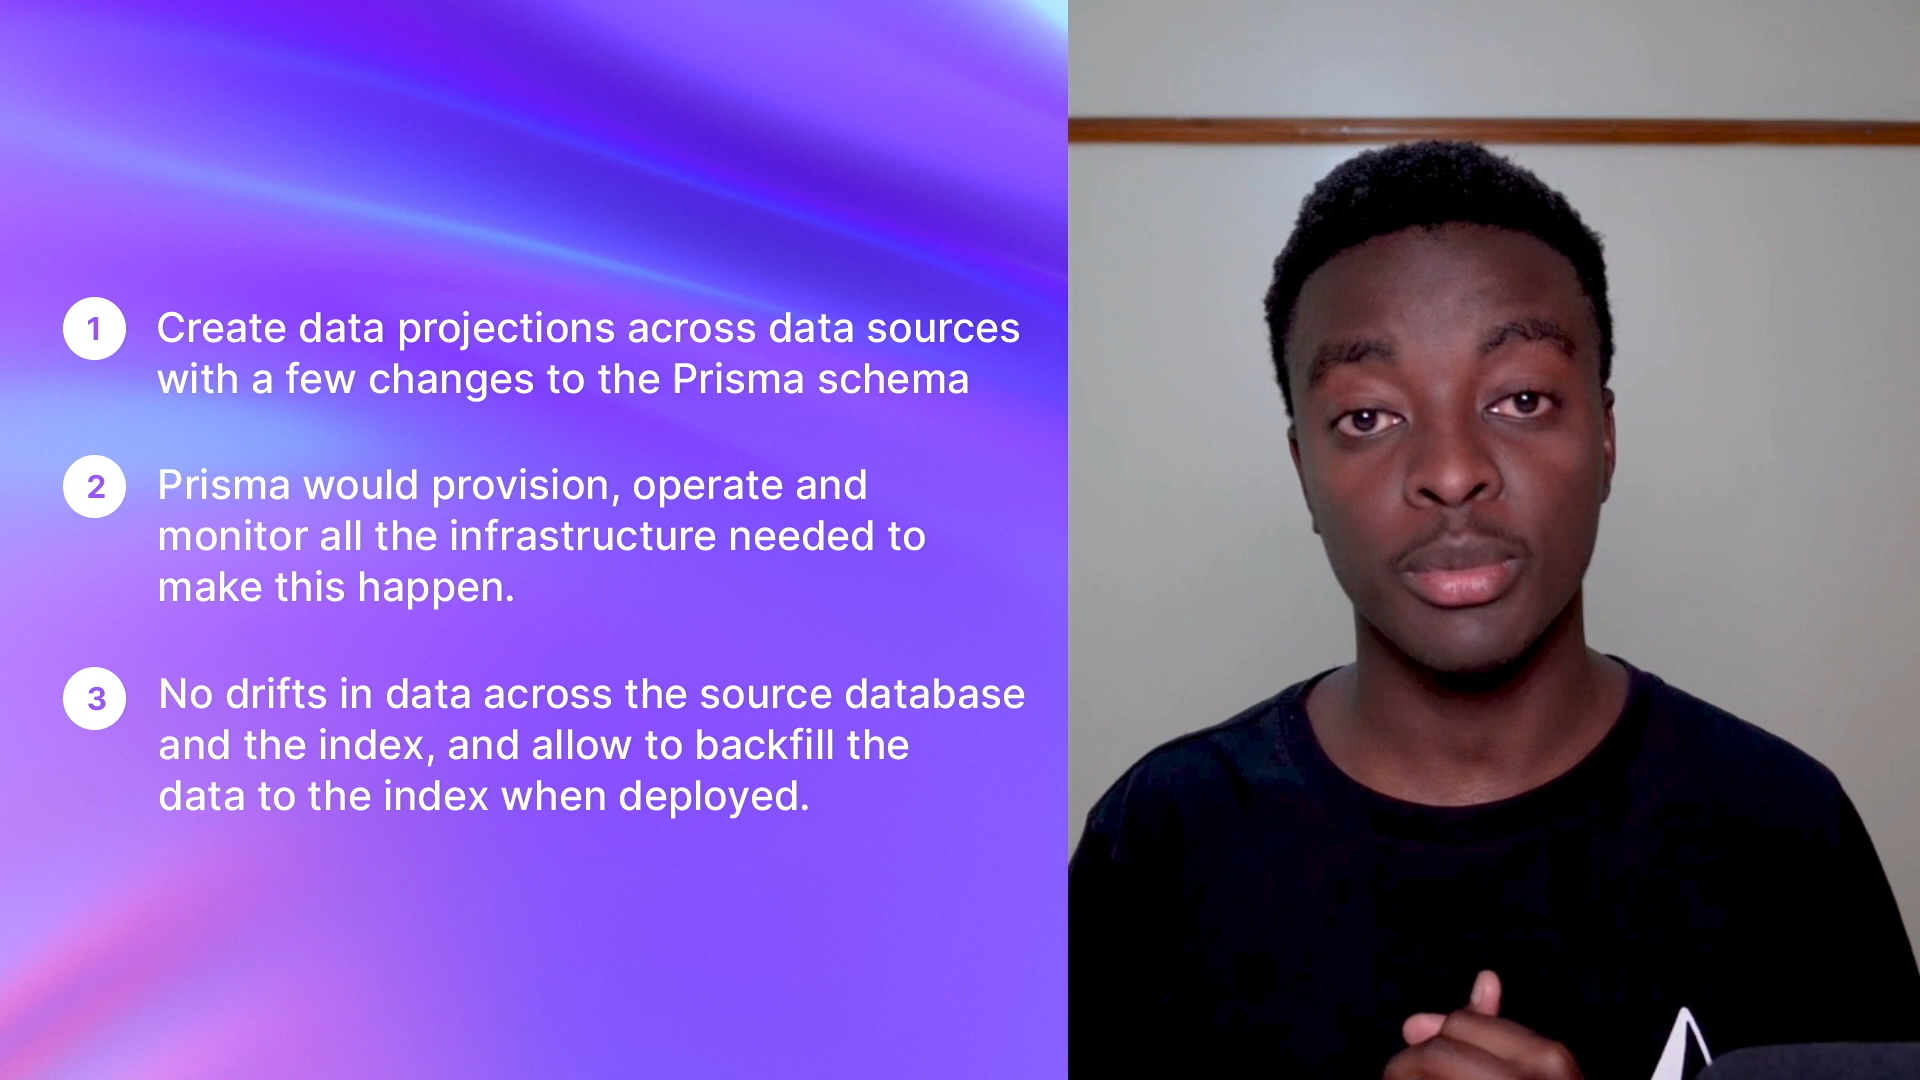 1
Create data projections across data sources
with a few changes to the Prisma schema
2
Prisma would provision, operate and
monitor all the infrastructure needed to
make this happen.
3
No drifts in data across the source database
and the index, and allow to backfill the
data to the index when deployed.